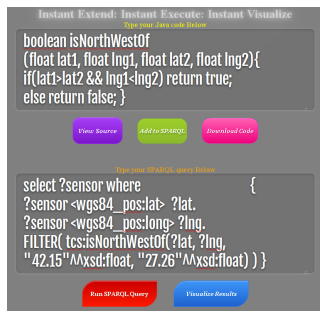 Instant Extend: Instant Execute: Instant Visualize
Type your Java code Below
boolean isNorthWestOf
(float lat1, float lng1, float lat2, float lng2){
if(lat1>lat2 && lng1<lng2) return true;
else return false; }
View Source Add to SPARQL Download Code
Type your SPARQL query Below
select ?sensor where {
?sensor <wgs84_pos:lat> ?lat.
?sensor <wgs84_pos:long> ?lng.
FILTER( tcs:isNorthWestOf(?lat, ?lng,
"42.15"^^xsd:float, "27.26"^^xsd:float) ) }
Run SPARQL Query Visualize Results